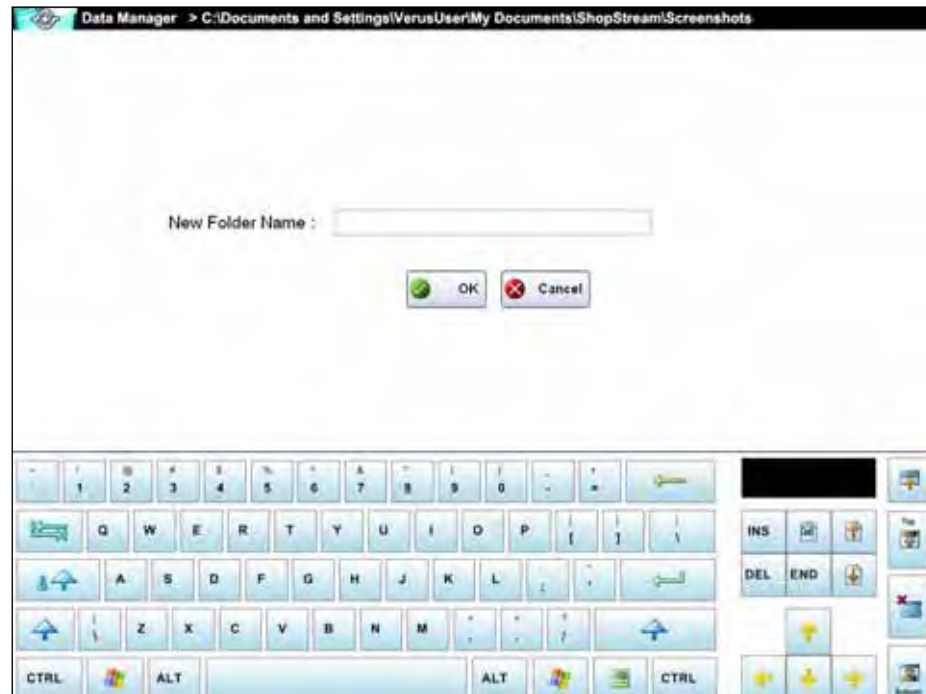 Data Manager > C:\Documents and Settings\VerusUser\My Documents\ShopStream\Screenshots
New Folder Name :
OK Cancel
1 2 3 4 5 6 7 8 9 0 - =
Q W E R T Y U I O P [ ] \
INS
A S D F G H J K L ; '
DEL END
\ Z X C V B N M , . /
CTRL ALT ALT CTRL